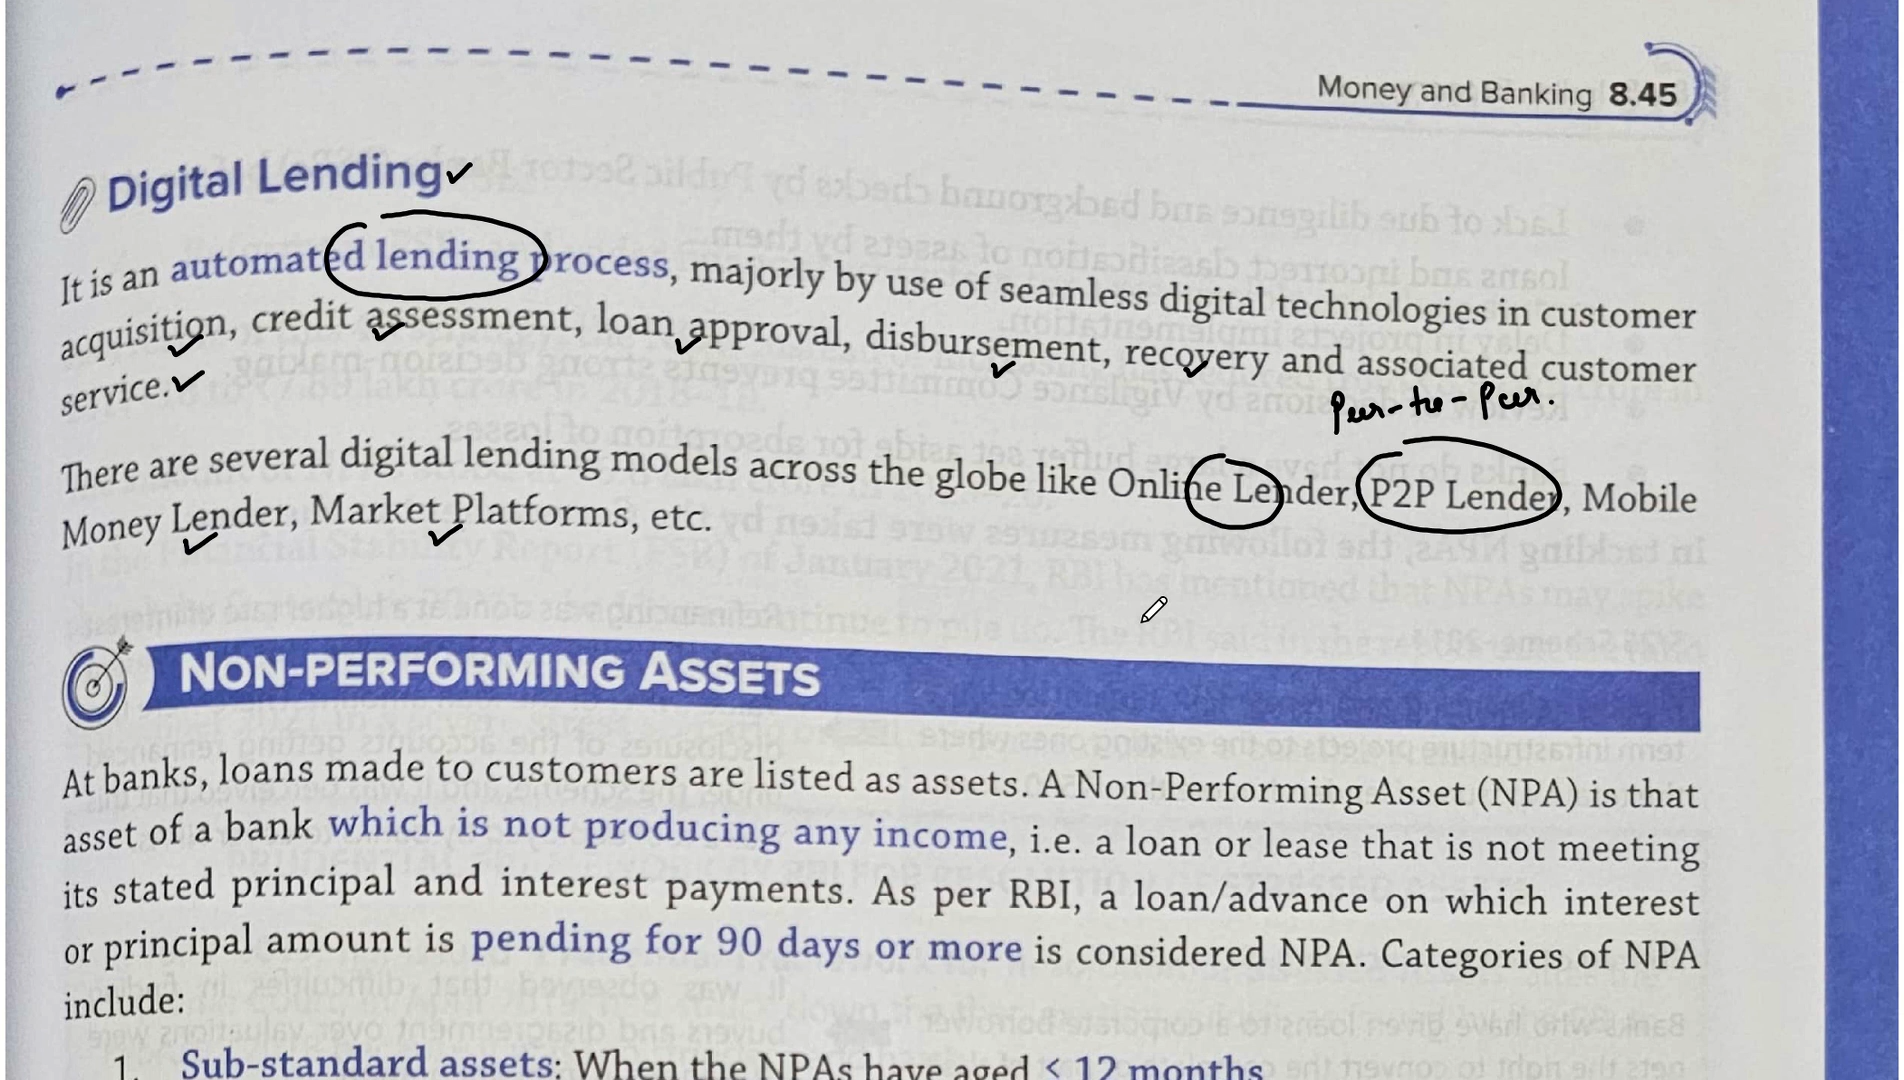 Money and Banking 8.45
Digital Lending
It is an automated lending process, majorly by use of seamless digital technologies in customer
acquisition, credit assessment, loan approval, disbursement, recovery and associated customer
service.
Peer-to-Peer.
There are several digital lending models across the globe like Online Lender, P2P Lender, Mobile
Money Lender, Market Platforms, etc.
NON-PERFORMING ASSETS
At banks, loans made to customers are listed as assets. A Non-Performing Asset (NPA) is that
asset of a bank which is not producing any income, i.e. a loan or lease that is not meeting
its stated principal and interest payments. As per RBI, a loan/advance on which interest
or principal amount is pending for 90 days or more is considered NPA. Categories of NPA
include:
1. Sub-standard assets: When the NPAs have aged < 12 months